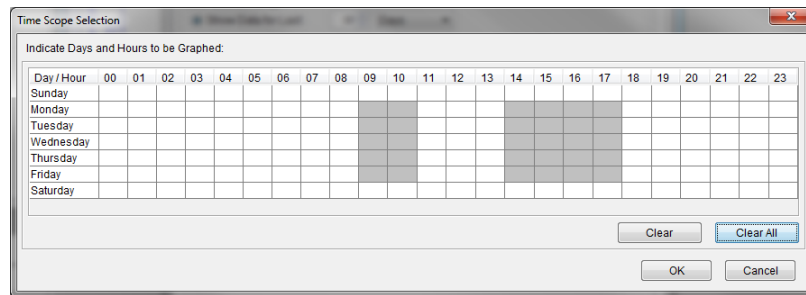 Time Scope Selection
Indicate Days and Hours to be Graphed:
Day / Hour 00 01 02 03 04 05 06 07 08 09 10 11 12 13 14 15 16 17 18 19 20 21 22 23
Sunday
Monday
Tuesday
Wednesday
Thursday
Friday
Saturday
Clear Clear All
OK Cancel